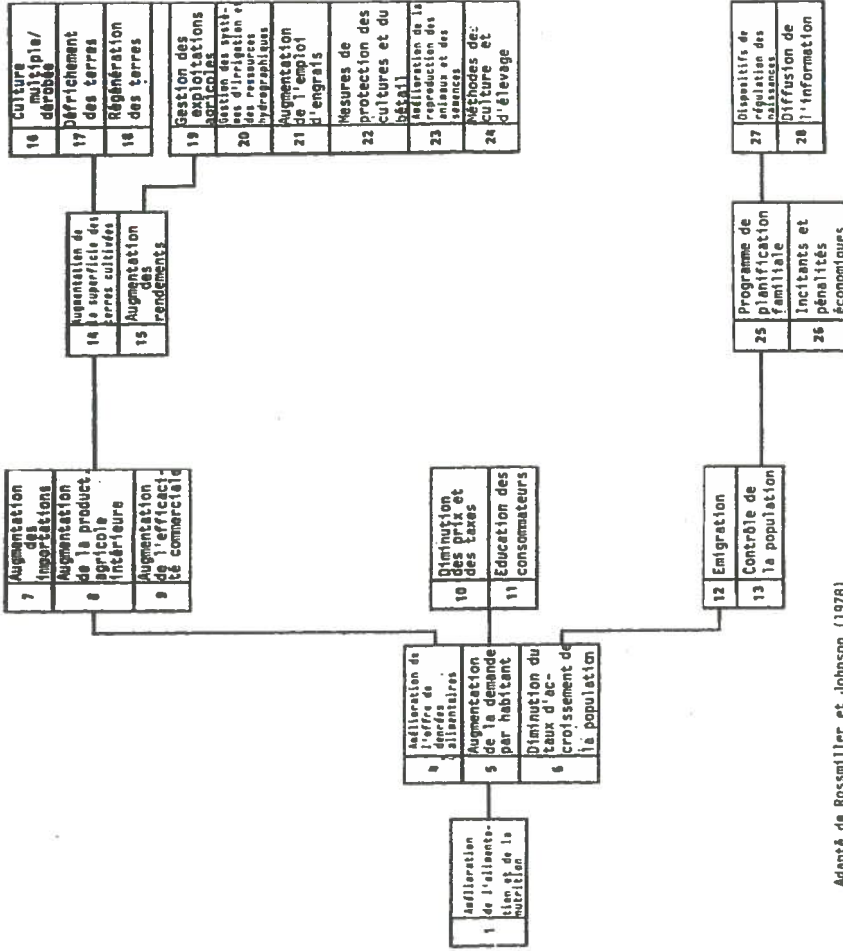 1
Amélioration
de l'alimenta-
tion et de la
nutrition
4
Amélioration de
l'offre de
denrées
alimentaires
5
Augmentation
de la demande
par habitant
6
Diminution du
taux d'ac-
croissement de
la population
7
Augmentation
des
importations
8
Augmentation
de la product.
agricole
intérieure
9
Augmentation
de l'efficaci-
té commerciale
10
Diminution
des prix et
des taxes
11
Education des
consommateurs
12
Emigration
13
Contrôle de
la population
14
Augmentation de
la superficie des
terres cultivées
15
Augmentation
des
rendements
16
Culture
multiple/
dérobée
17
Défrichement
des terres
18
Régénération
des terres
19
Gestion des
exploitations
agricoles
20
Gestion des systè-
mes d'irrigation et
des ressources
hydrographiques
21
Augmentation
de l'emploi
d'engrais
22
Mesures de
protection des
cultures et du
bétail
23
Amélioration de la
reproduction des
animaux et des
semences
24
Méthodes de
culture et
d'élevage
25
Programme de
planification
familiale
26
Incitants et
pénalités
économiques
27
Dispositifs de
régulation des
naissances
28
Diffusion de
l'information
Adapté de Rossmiller et Johnson (1978)